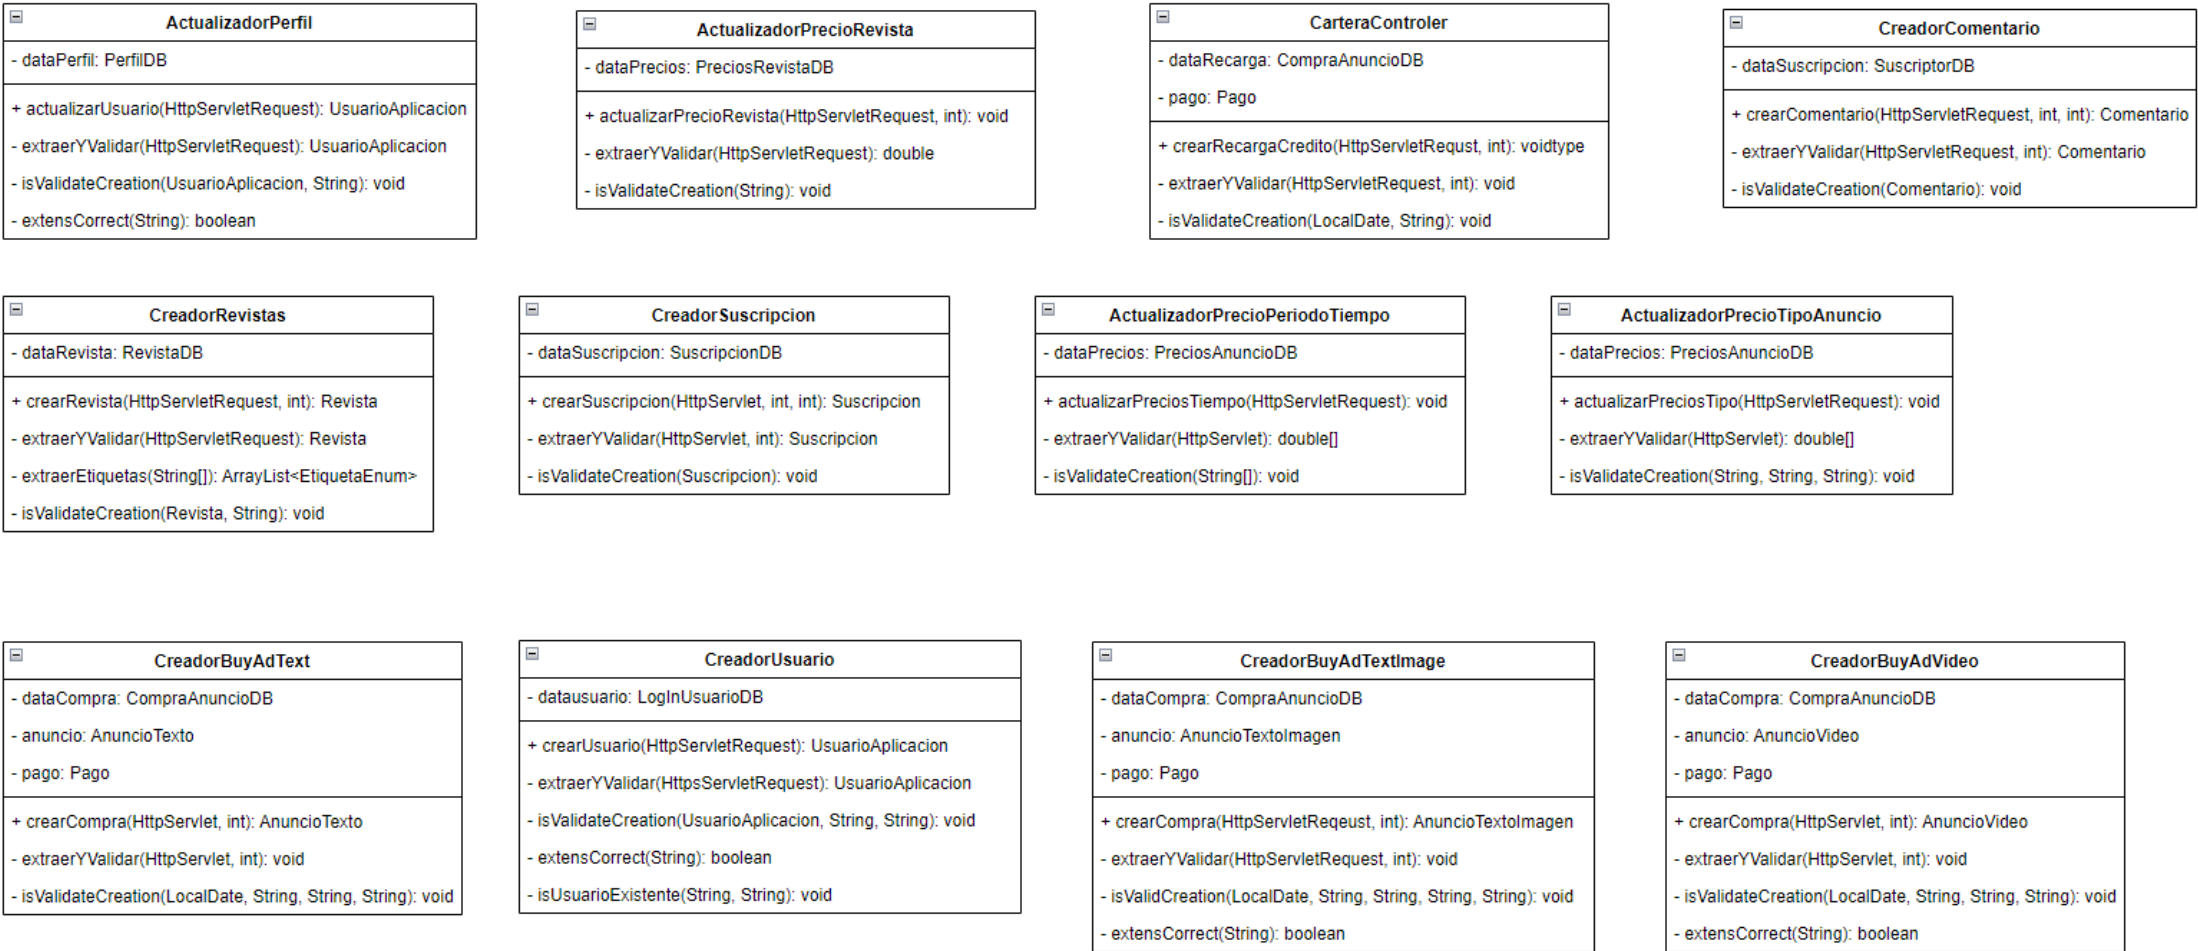 ActualizadorPerfil
- dataPerfil: PerfilDB
+ actualizarUsuario(HttpServletRequest): UsuarioAplicacion
- extraerYValidar(HttpServletRequest): UsuarioAplicacion
- isValidateCreation(UsuarioAplicacion, String): void
- extensCorrect(String): boolean
ActualizadorPrecioRevista
- dataPrecios: PreciosRevistaDB
+ actualizarPrecioRevista(HttpServletRequest, int): void
- extraerYValidar(HttpServletRequest): double
- isValidateCreation(String): void
CarteraControler
- dataRecarga: CompraAnuncioDB
- pago: Pago
+ crearRecargaCredito(HttpServletRequst, int): voidtype
- extraerYValidar(HttpServletRequest, int): void
- isValidateCreation(LocalDate, String): void
CreadorComentario
- dataSuscripcion: SuscriptorDB
+ crearComentario(HttpServletRequest, int, int): Comentario
- extraerYValidar(HttpServletRequest, int): Comentario
- isValidateCreation(Comentario): void
CreadorRevistas
- dataRevista: RevistaDB
+ crearRevista(HttpServletRequest, int): Revista
- extraerYValidar(HttpServletRequest): Revista
- extraerEtiquetas(String[]): ArrayList<EtiquetaEnum>
- isValidateCreation(Revista, String): void
CreadorSuscripcion
- dataSuscripcion: SuscripcionDB
+ crearSuscripcion(HttpServlet, int, int): Suscripcion
- extraerYValidar(HttpServlet, int): Suscripcion
- isValidateCreation(Suscripcion): void
ActualizadorPrecioPeriodoTiempo
- dataPrecios: PreciosAnuncioDB
+ actualizarPreciosTiempo(HttpServletRequest): void
- extraerYValidar(HttpServlet): double[]
- isValidateCreation(String[]): void
ActualizadorPrecioTipoAnuncio
- dataPrecios: PreciosAnuncioDB
+ actualizarPreciosTipo(HttpServletRequest): void
- extraerYValidar(HttpServlet): double[]
- isValidateCreation(String, String, String): void
CreadorBuyAdText
- dataCompra: CompraAnuncioDB
- anuncio: AnuncioTexto
- pago: Pago
+ crearCompra(HttpServlet, int): AnuncioTexto
- extraerYValidar(HttpServlet, int): void
- isValidateCreation(LocalDate, String, String, String): void
CreadorUsuario
- datausuario: LogInUsuarioDB
+ crearUsuario(HttpServletRequest): UsuarioAplicacion
- extraerYValidar(HttpsServletRequest): UsuarioAplicacion
- isValidateCreation(UsuarioAplicacion, String, String): void
- extensCorrect(String): boolean
- isUsuarioExistente(String, String): void
CreadorBuyAdTextImage
- dataCompra: CompraAnuncioDB
- anuncio: AnuncioTextoImagen
- pago: Pago
+ crearCompra(HttpServletReqeust, int): AnuncioTextoImagen
- extraerYValidar(HttpServletRequest, int): void
- isValidCreation(LocalDate, String, String, String, String): void
- extensCorrect(String): boolean
CreadorBuyAdVideo
- dataCompra: CompraAnuncioDB
- anuncio: AnuncioVideo
- pago: Pago
+ crearCompra(HttpServlet, int): AnuncioVideo
- extraerYValidar(HttpServlet, int): void
- isValidateCreation(LocalDate, String, String, String): void
- extensCorrect(String): boolean